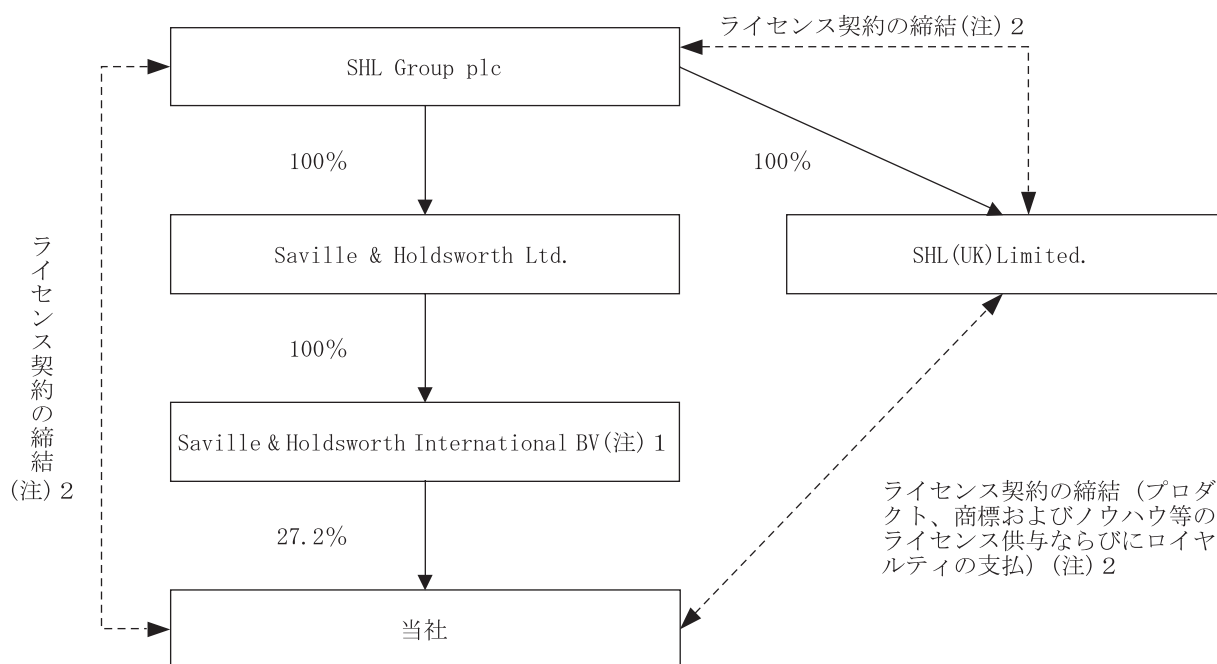 ライセンス契約の締結(注)２
SHL Group plc
100％
100％
Saville & Holdsworth Ltd.
SHL(UK)Limited.
ライセンス契約の締結
(注)２
100％
Saville & Holdsworth International BV(注)１
27.2％
ライセンス契約の締結（プロダ
クト、商標およびノウハウ等の
ライセンス供与ならびにロイヤ
ルティの支払）(注)２
当社